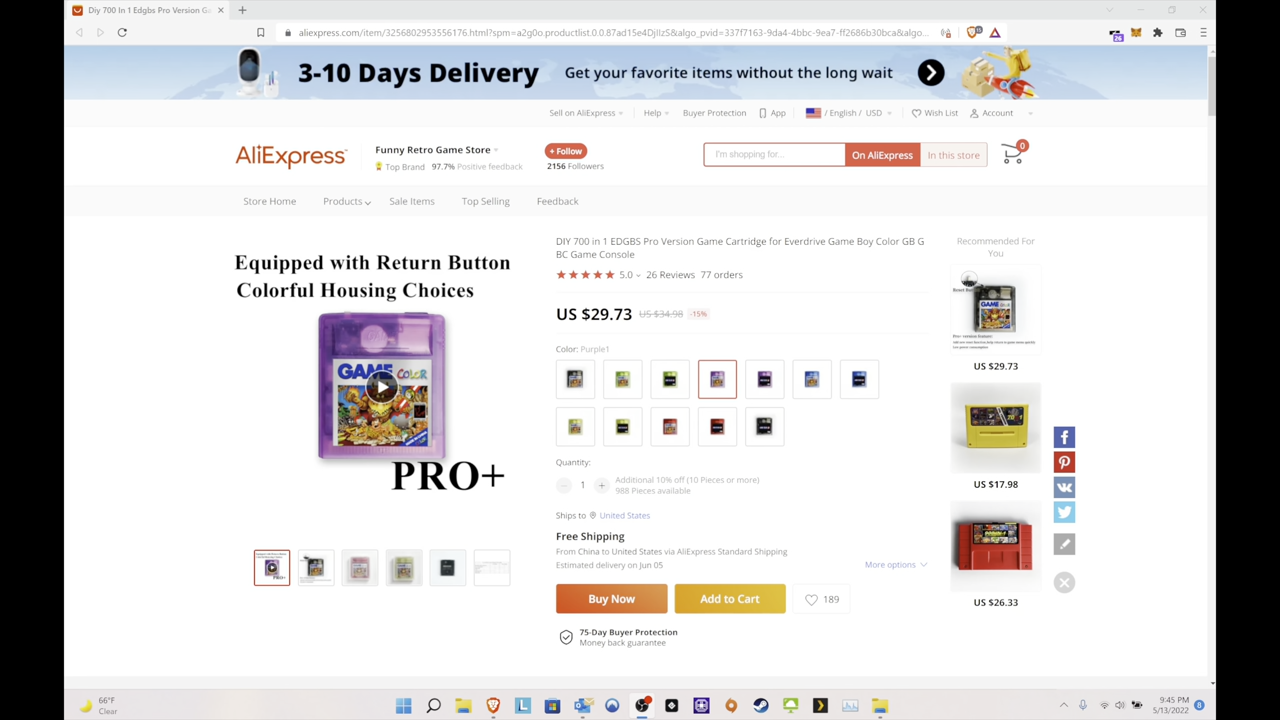 Diy 700 In 1 Edgbs Pro Version Ga
aliexpress.com/item/3256802953556176.html?spm=a2g0o.productlist.0.0.87ad15e4DjIIzS&algo_pvid=337f7163-9da4-4bbc-9ea7-ff2686b30bca&algo...
26
3-10 Days Delivery
Get your favorite items without the long wait
Sell on AliExpress
Help
Buyer Protection
App
/ English / USD
Wish List
Account
AliExpress
Funny Retro Game Store
Top Brand 97.7% Positive feedback
+ Follow
2156 Followers
I'm shopping for...
On AliExpress
In this store
0
Store Home
Products
Sale Items
Top Selling
Feedback
Equipped with Return Button
Colorful Housing Choices
GAME COLOR
PRO+
DIY 700 in 1 EDGBS Pro Version Game Cartridge for Everdrive Game Boy Color GB G
BC Game Console
5.0 26 Reviews 77 orders
US $29.73 US $34.98 -15%
Color: Purple1
Quantity:
1
Additional 10% off (10 Pieces or more)
988 Pieces available
Ships to United States
Free Shipping
From China to United States via AliExpress Standard Shipping
Estimated delivery on Jun 05
More options
Buy Now
Add to Cart
189
75-Day Buyer Protection
Money back guarantee
Recommended For
You
US $29.73
US $17.98
US $26.33
66°F
Clear
9:45 PM
5/13/2022
8